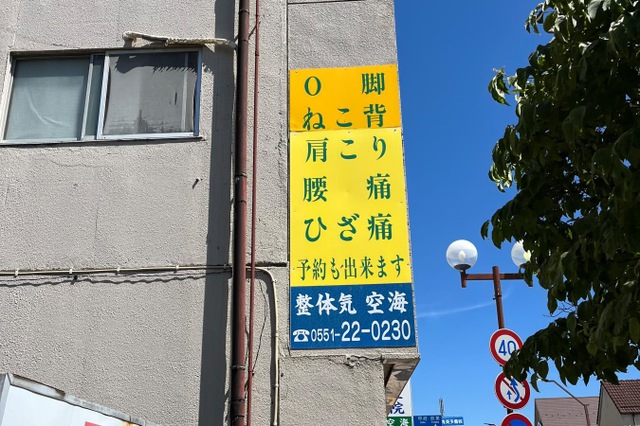 O 脚
ねこ背
肩こり
腰 痛
ひざ痛
予約も出来ます
整体気 空海
☎0551-22-0230
40